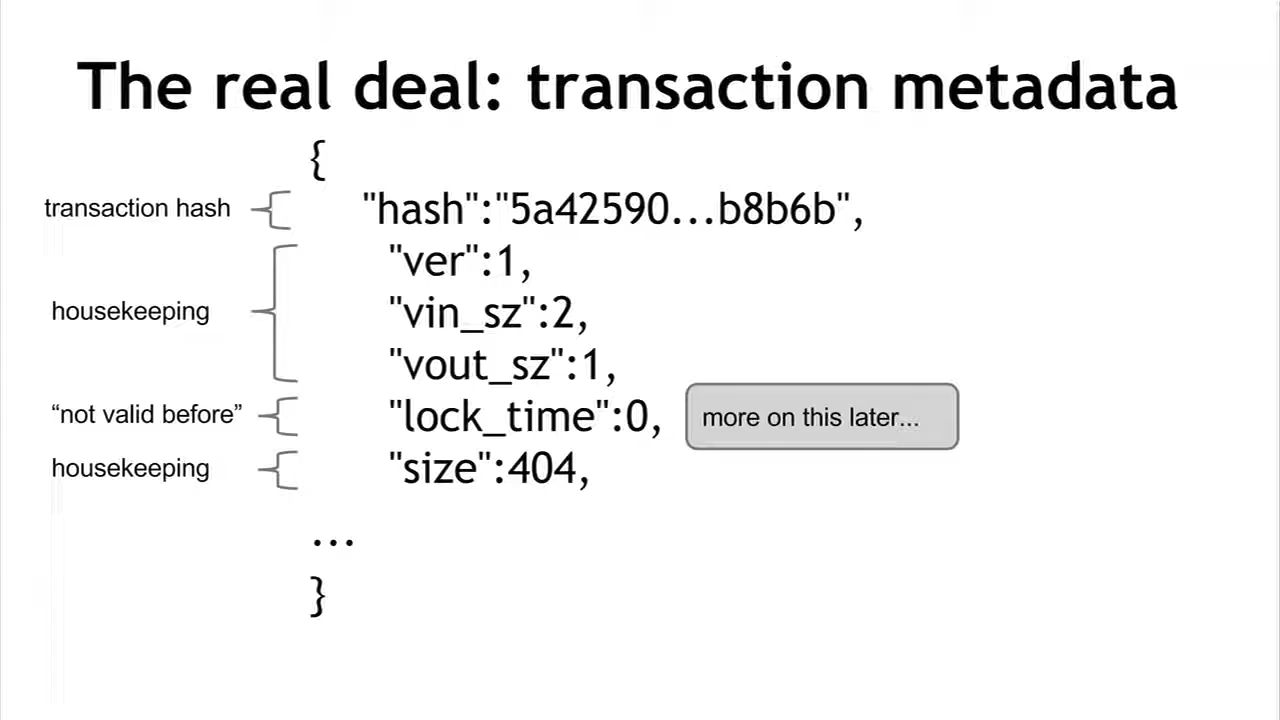 The real deal: transaction metadata
{
transaction hash
"hash":"5a42590...b8b6b",
housekeeping
"ver":1,
"vin_sz":2,
"vout_sz":1,
“not valid before”
"lock_time":0,
more on this later...
housekeeping
"size":404,
...
}